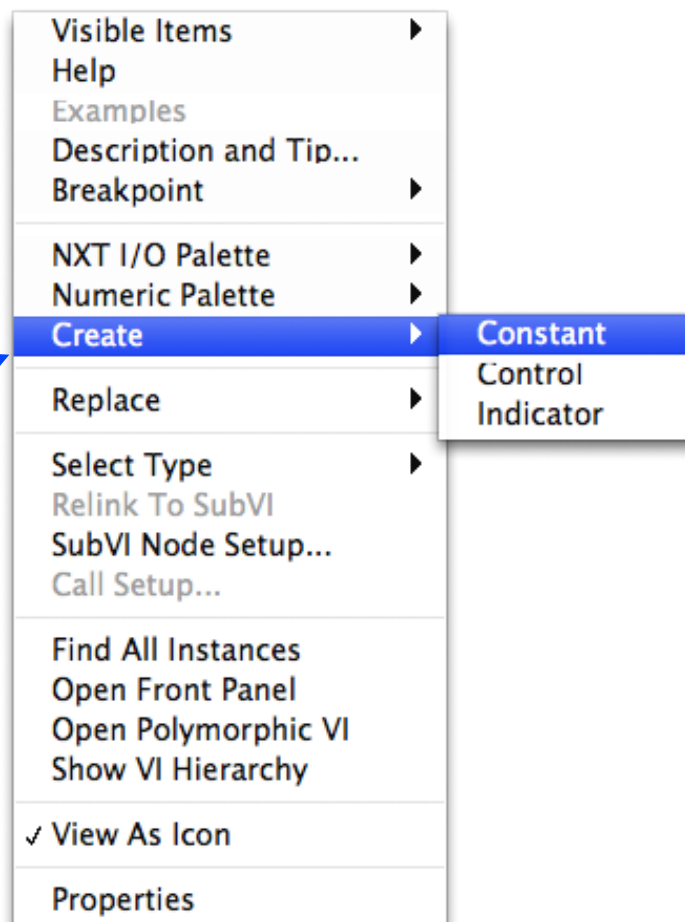 Visible Items
Help
Examples
Description and Tip...
Breakpoint
NXT I/O Palette
Numeric Palette
Create
Constant
Control
Indicator
Replace
Select Type
Relink To SubVI
SubVI Node Setup...
Call Setup...
Find All Instances
Open Front Panel
Open Polymorphic VI
Show VI Hierarchy
✓ View As Icon
Properties